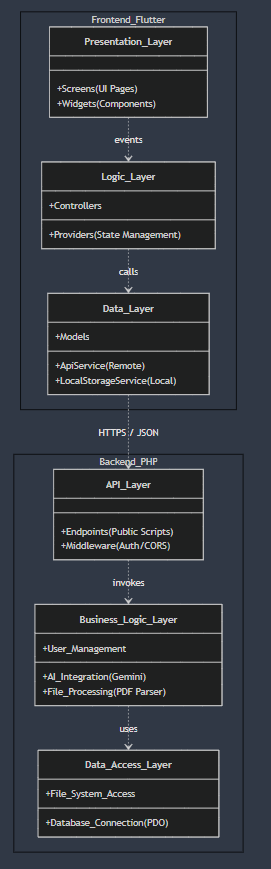 Frontend_Flutter
Presentation_Layer
+Screens(UI Pages)
+Widgets(Components)
events
Logic_Layer
+Controllers
+Providers(State Management)
calls
Data_Layer
+Models
+ApiService(Remote)
+LocalStorageService(Local)
HTTPS / JSON
Backend_PHP
API_Layer
+Endpoints(Public Scripts)
+Middleware(Auth/CORS)
invokes
Business_Logic_Layer
+User_Management
+AI_Integration(Gemini)
+File_Processing(PDF Parser)
uses
Data_Access_Layer
+File_System_Access
+Database_Connection(PDO)